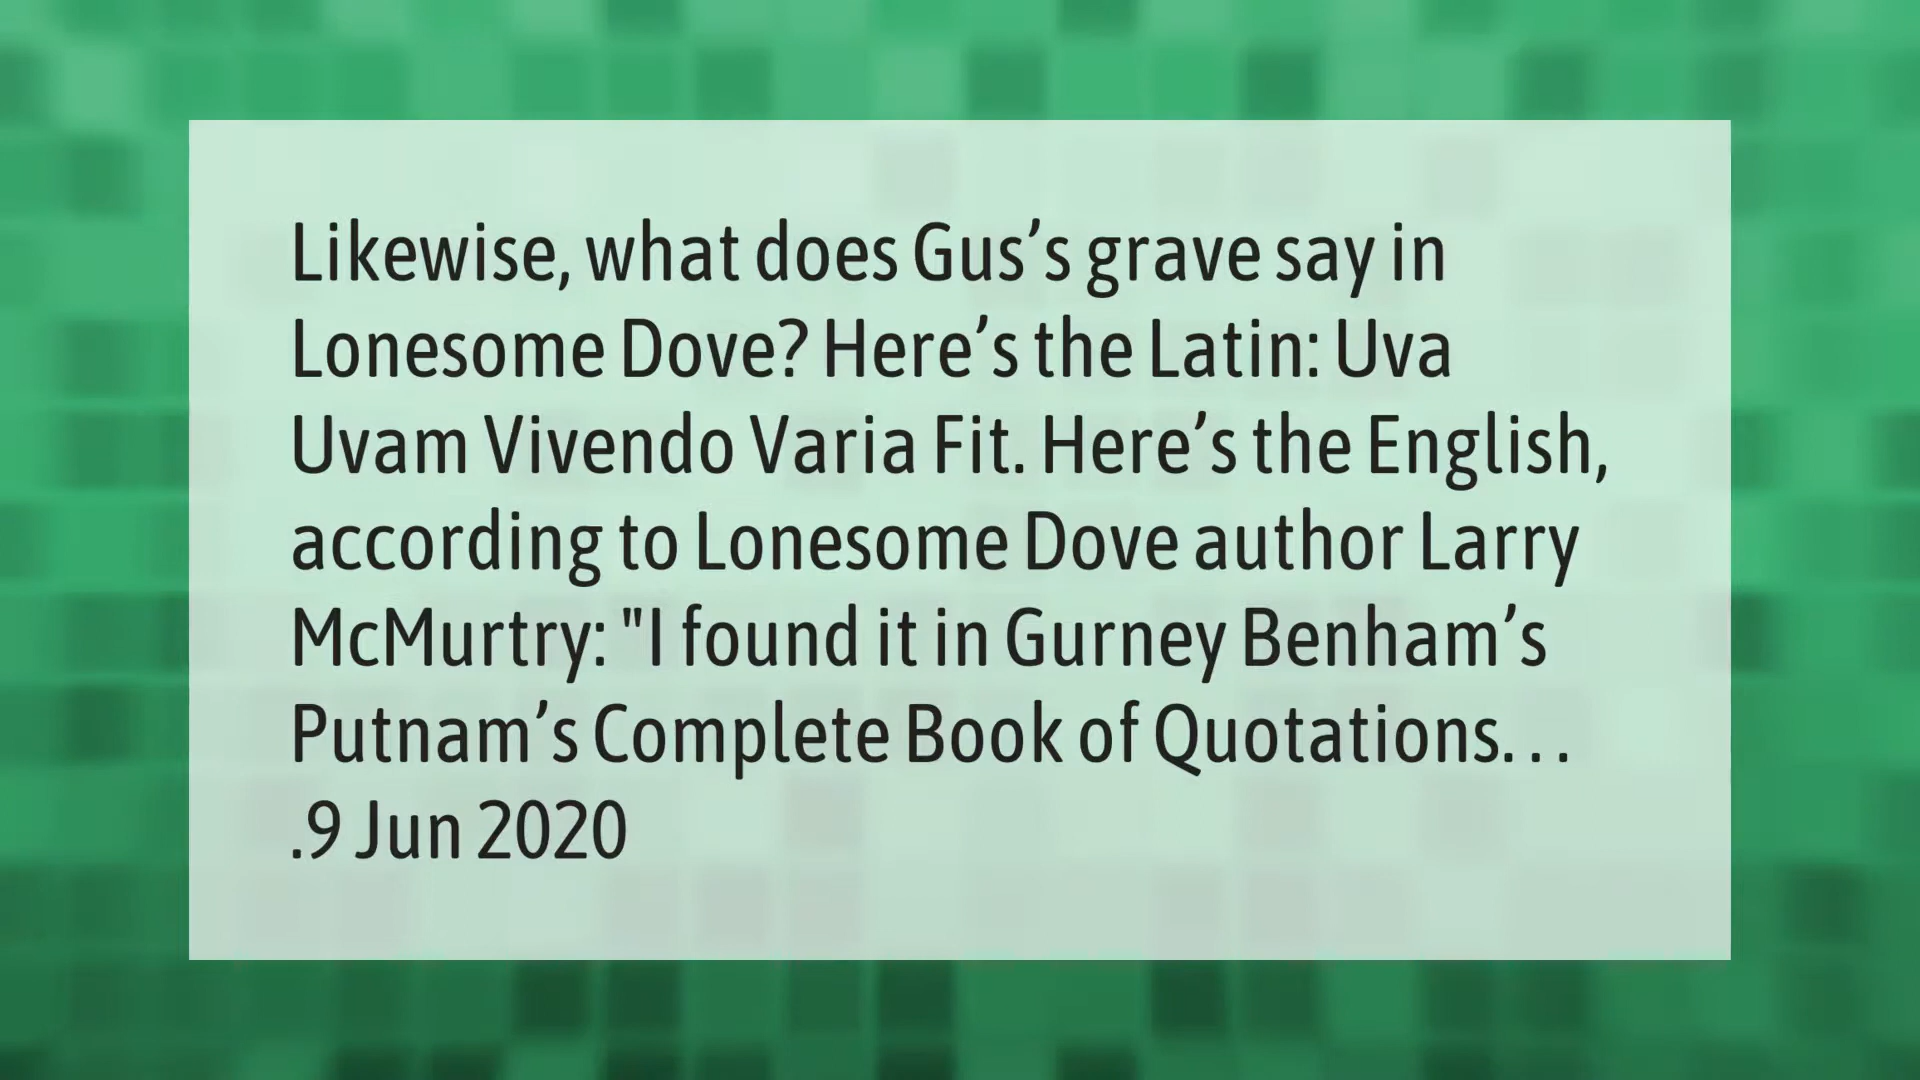 Likewise, what does Gus’s grave say in
Lonesome Dove? Here’s the Latin: Uva
Uvam Vivendo Varia Fit. Here’s the English,
according to Lonesome Dove author Larry
McMurtry: "I found it in Gurney Benham’s
Putnam’s Complete Book of Quotations. . .
.9 Jun 2020